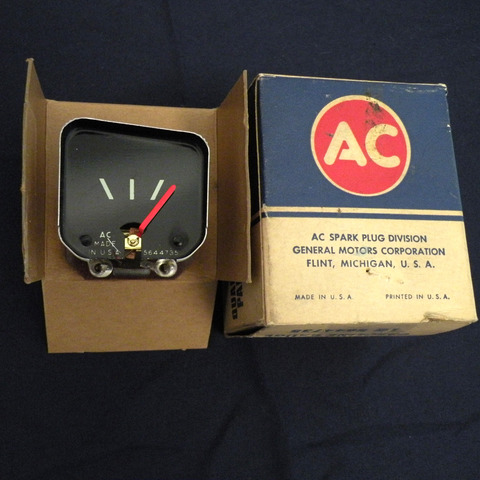 AC
MADE
IN U.S.A. 5644735
AC
AC SPARK PLUG DIVISION
GENERAL MOTORS CORPORATION
FLINT, MICHIGAN, U. S. A.
MADE IN U. S. A. PRINTED IN U. S. A.